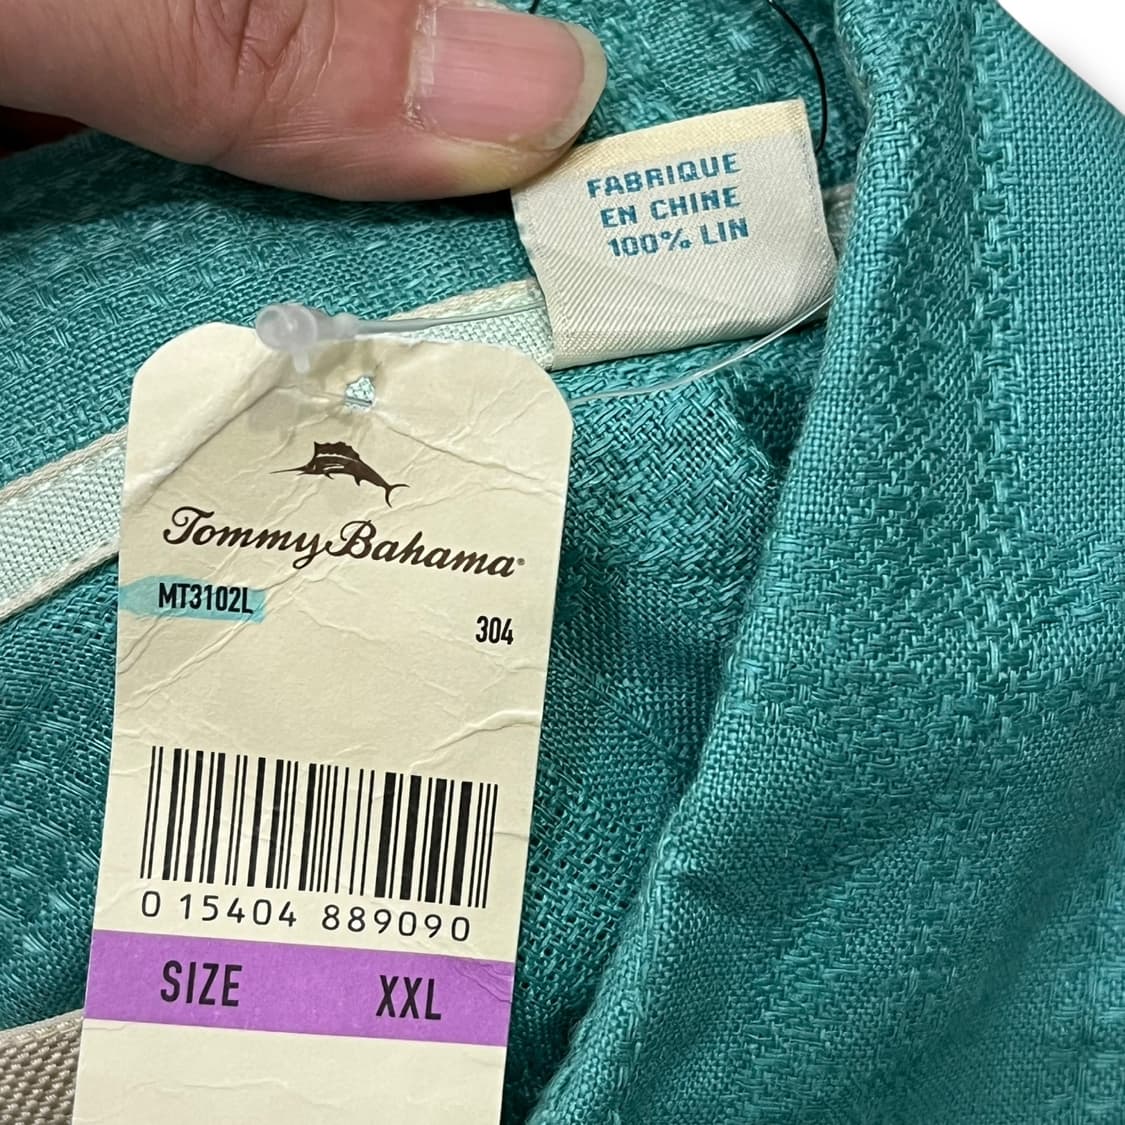 FABRIQUE
EN CHINE
100% LIN
Tommy Bahama®
MT3102L
304
0 15404 889090
SIZE XXL